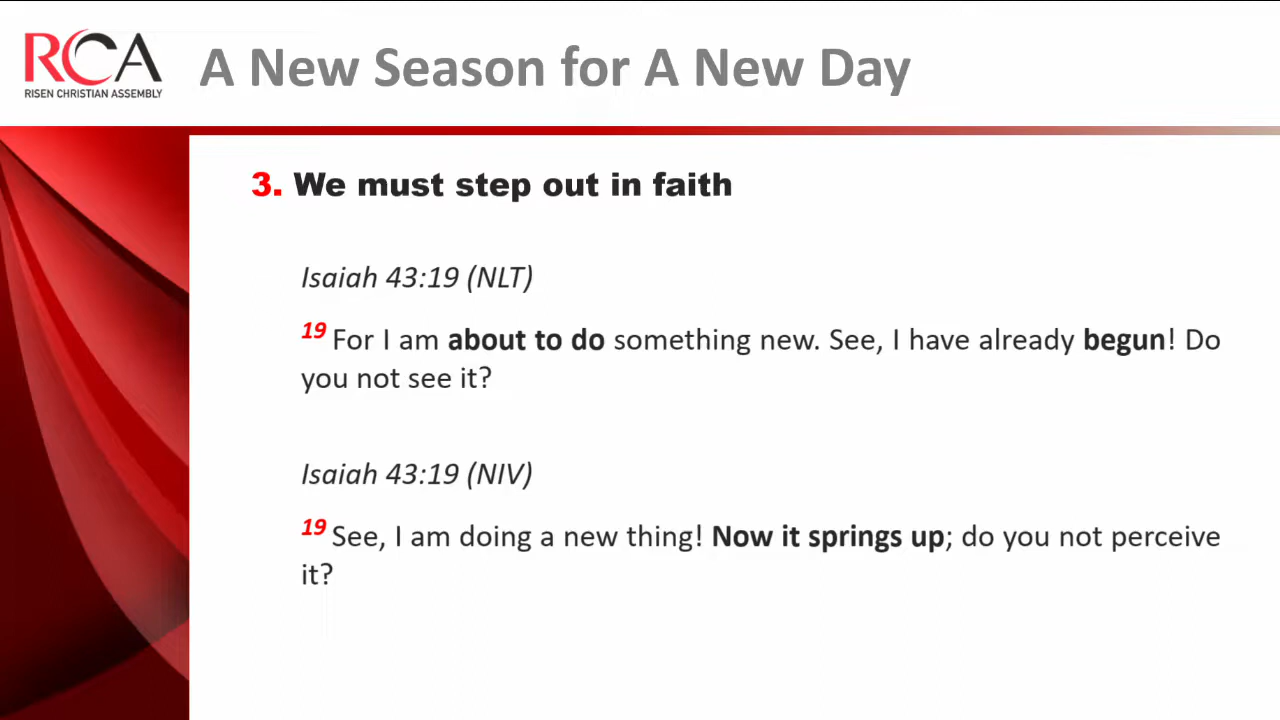 RCA
RISEN CHRISTIAN ASSEMBLY
A New Season for A New Day
3. We must step out in faith
Isaiah 43:19 (NLT)
19 For I am about to do something new. See, I have already begun! Do
you not see it?
Isaiah 43:19 (NIV)
19 See, I am doing a new thing! Now it springs up; do you not perceive
it?